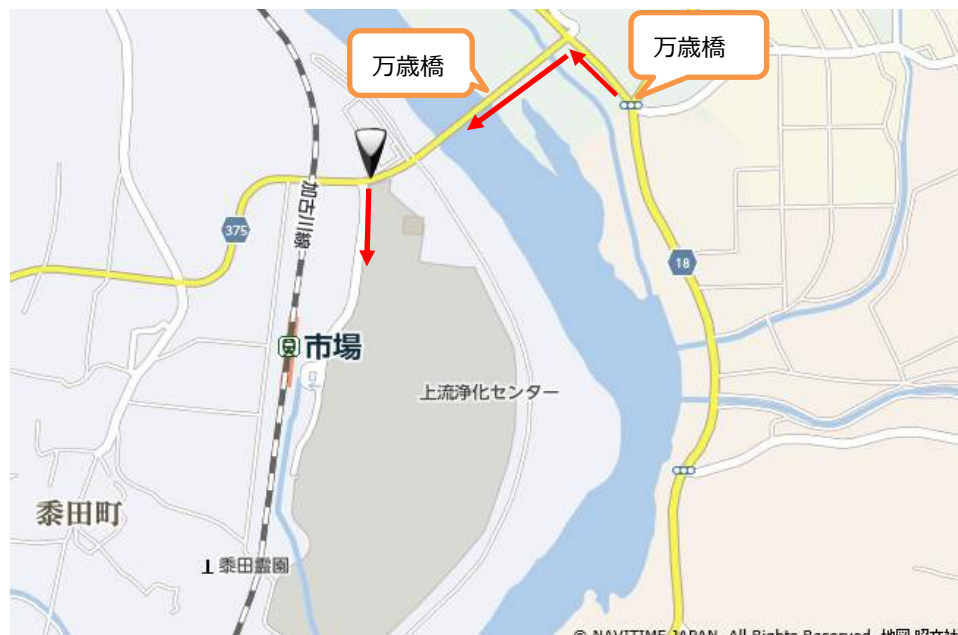 万歳橋
万歳橋
加古川線
375
18
市場
上流浄化センター
黍田町
黍田霊園
© NAVITIME JAPAN. All Rights Reserved. 地図 昭文社